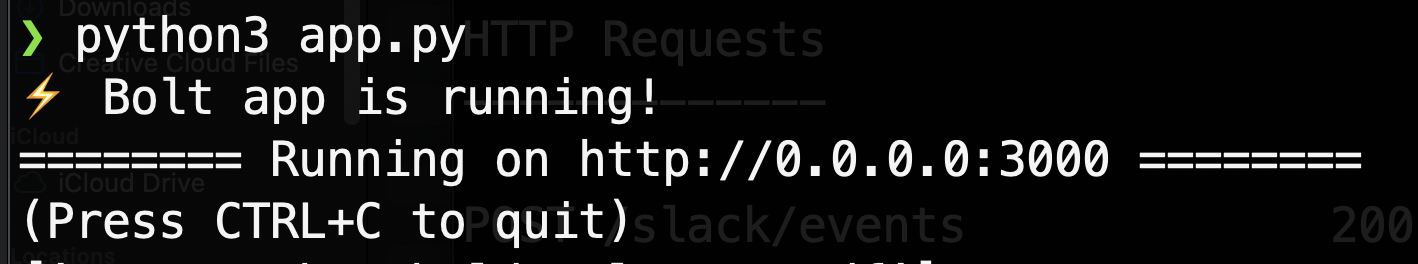 Downloads
❯ python3 app.py
HTTP Requests
Creative Cloud Files
⚡ Bolt app is running!
-------------
iCloud
======== Running on http://0.0.0.0:3000 ========
iCloud Drive
(Press CTRL+C to quit)
POST /slack/events 200
Locations